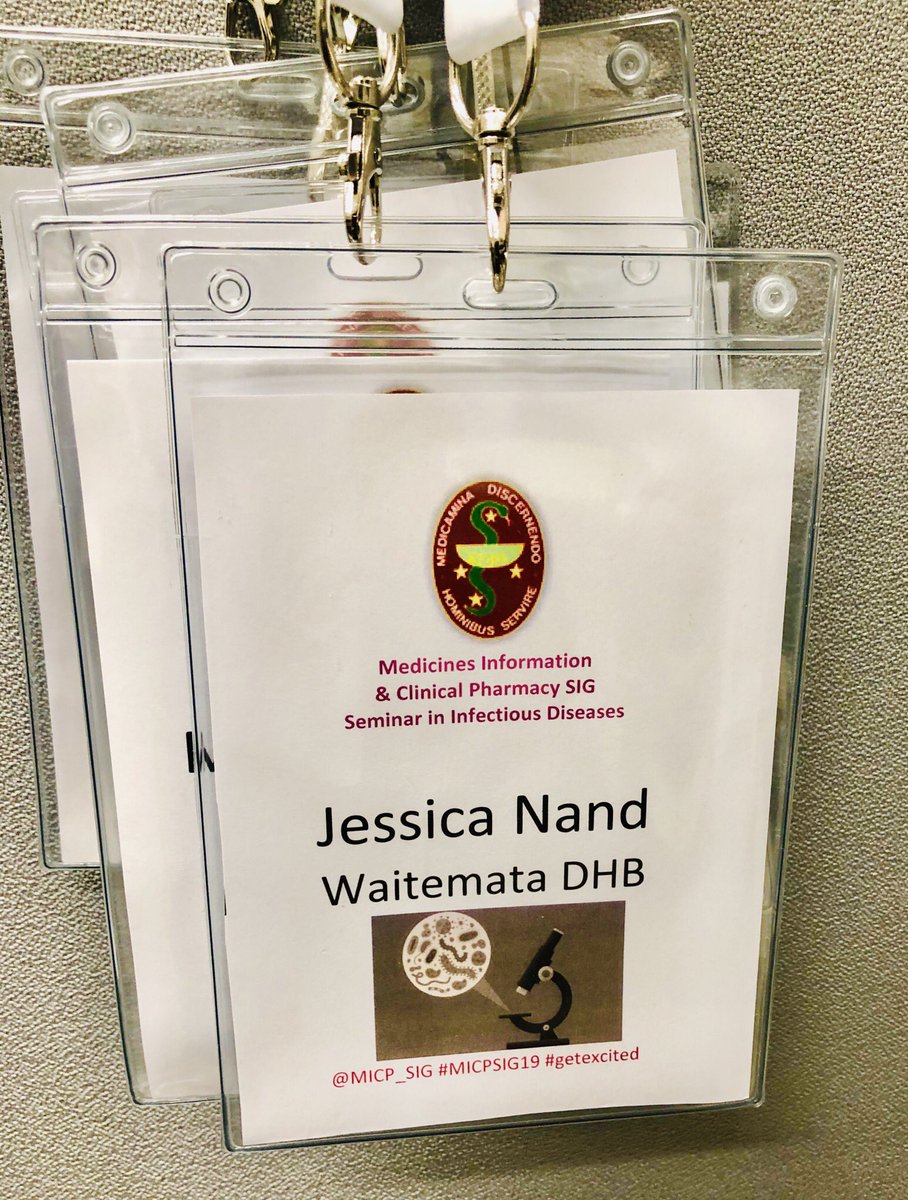 MEDICAMINA DISCERNENDO
HOMINIBUS SERVIRE
Medicines Information
& Clinical Pharmacy SIG
Seminar in Infectious Diseases
Jessica Nand
Waitemata DHB
@MICP_SIG #MICPSIG19 #getexcited